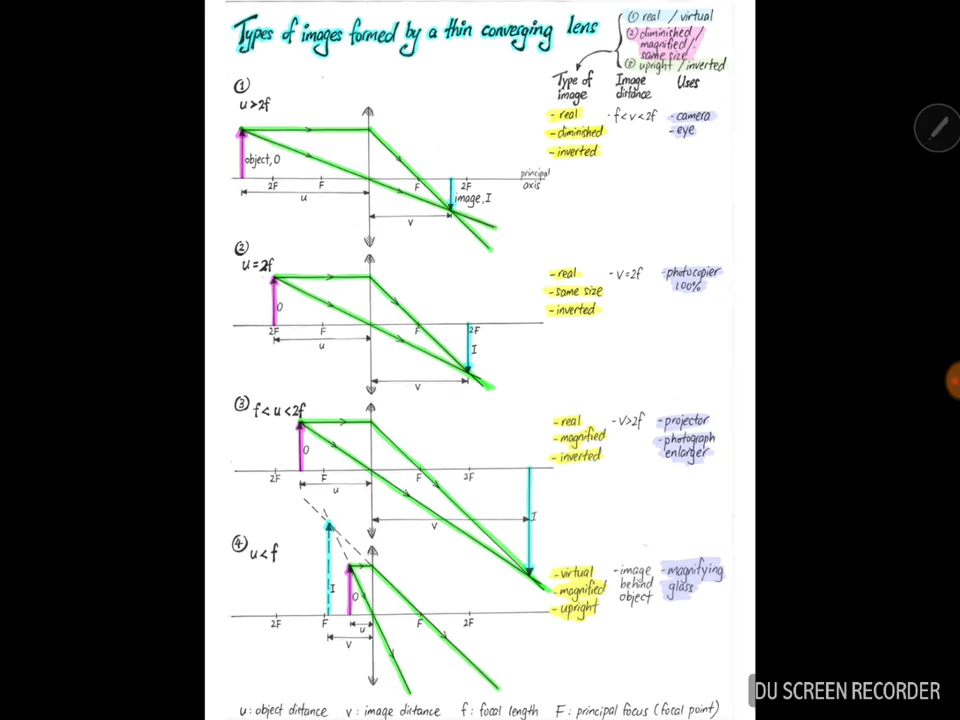 Types of images formed by a thin converging lens
① real / virtual
② diminished/
magnified/
same size
③ upright / inverted
Type of image
Image distance
Uses
①
u > 2f
object, O
2F
F
u
F
2F
image, I
v
principal axis
- real
- diminished
- inverted
- f < v < 2f
- camera
- eye
②
u = 2f
O
2F
F
u
F
2F
I
v
- real
- same size
- inverted
- v = 2f
- photocopier
100%
③
f < u < 2f
O
2F
F
u
F
2F
v
I
- real
- magnified
- inverted
- v > 2f
- projector
- photograph
enlarger
④
u < f
I
O
2F
F
u
v
F
2F
- virtual
- magnified
- upright
- image
behind
object
- magnifying
glass
u: object distance v: image distance f: focal length F: principal focus (focal point)
DU SCREEN RECORDER